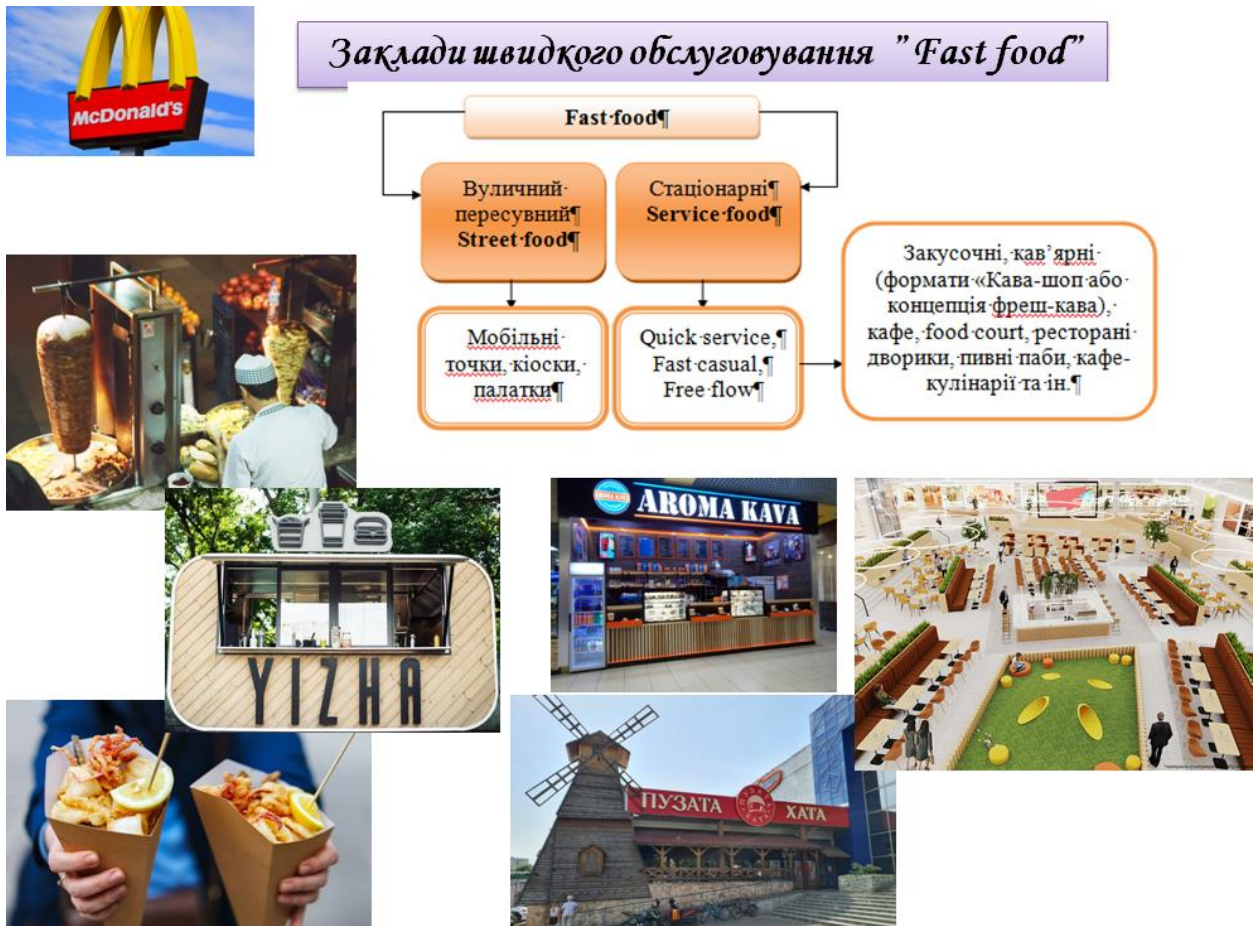 McDonald's
Заклади швидкого обслуговування ” Fast food”
Fast·food¶
Вуличний·
пересувний¶
Street·food¶
Стаціонарні¶
Service·food¶
Мобільні·
точки,·кіоски,·
палатки¶
Quick·service,¶
Fast·casual,¶
Free·flow¶
Закусочні,·кав’ярні·
(формати·«Кава-шоп·або·
концепція·фреш-кава),·
кафе,·food·court,·ресторані·
дворики,·пивні·паби,·кафе-
кулінарії·та·ін.¶
AROMA KAVA
YIZHA
ПУЗАТА ХАТА